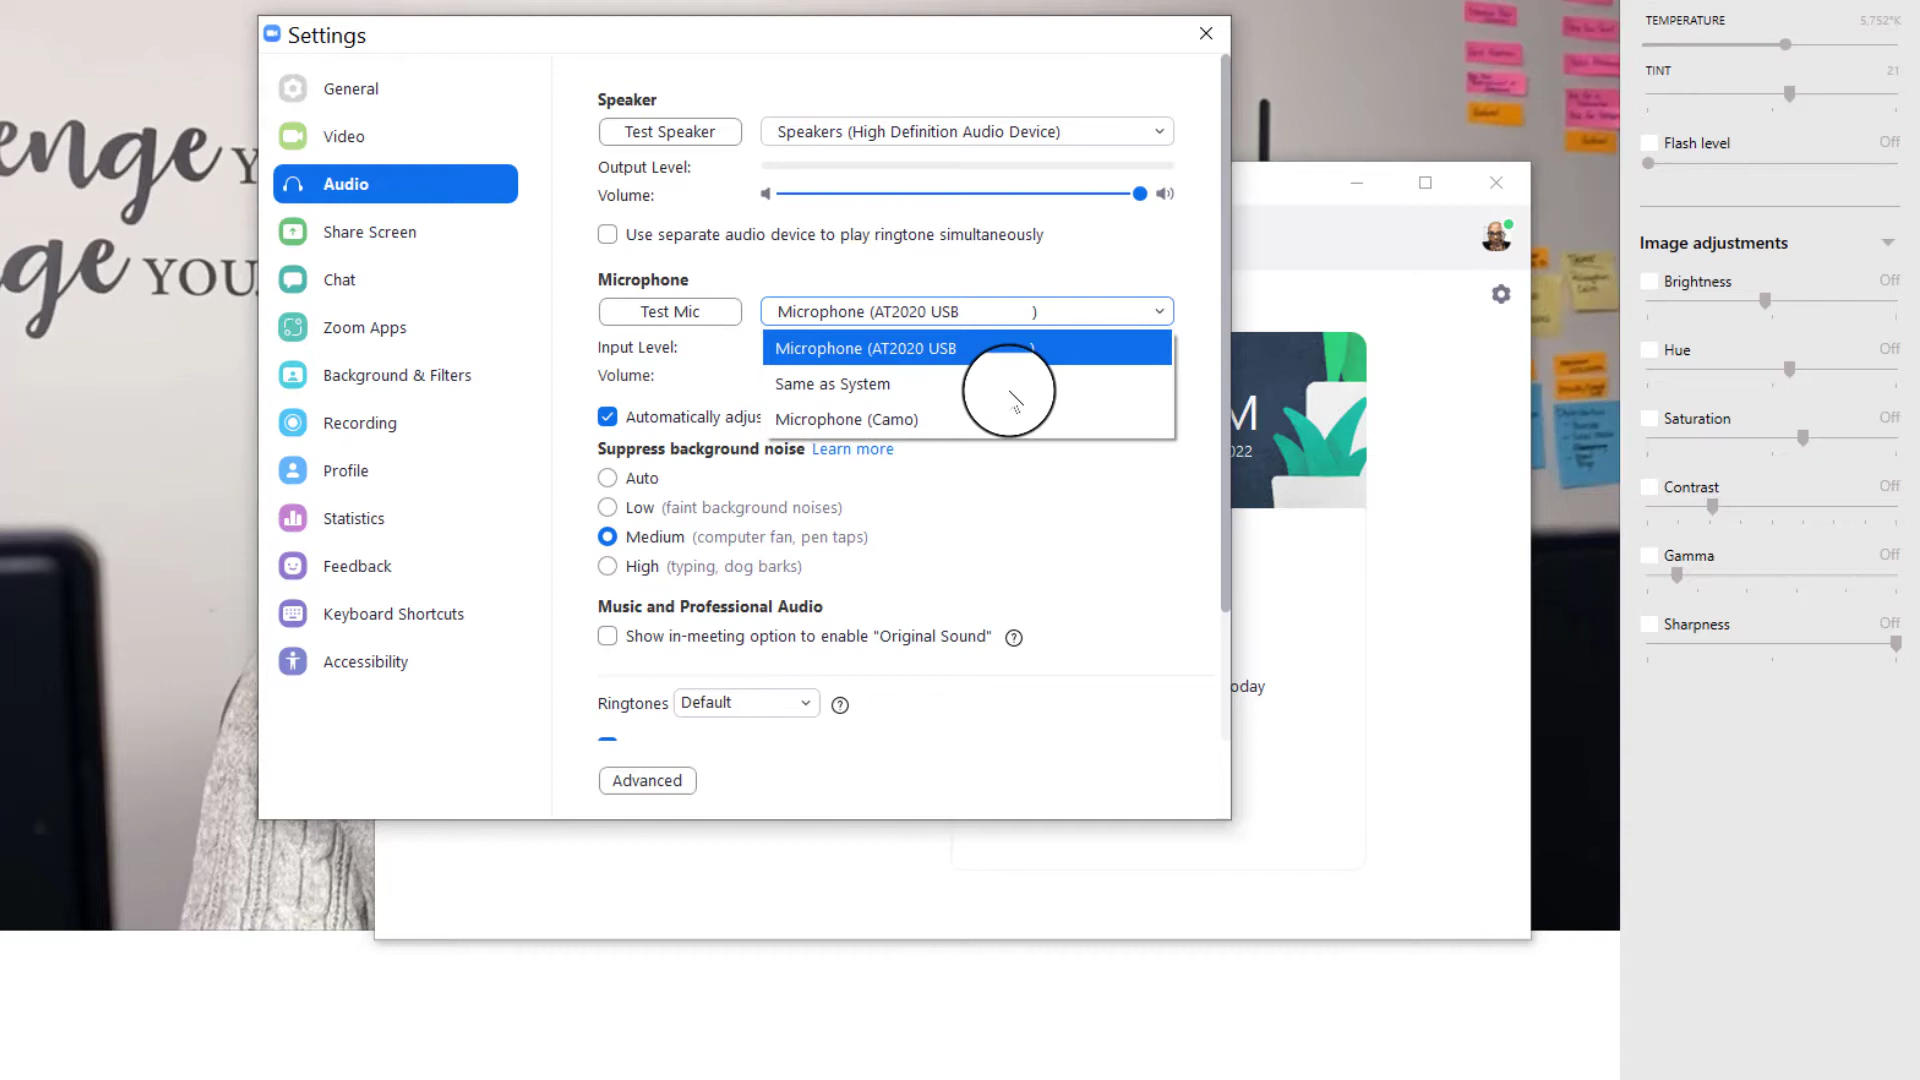 enge Y
ge YOU
Settings
General
Video
Audio
Share Screen
Chat
Zoom Apps
Background & Filters
Recording
Profile
Statistics
Feedback
Keyboard Shortcuts
Accessibility
Speaker
Test Speaker
Speakers (High Definition Audio Device)
Output Level:
Volume:
Use separate audio device to play ringtone simultaneously
Microphone
Test Mic
Microphone (AT2020 USB )
Input Level:
Microphone (AT2020 USB )
Volume:
Same as System
Automatically adjus
Microphone (Camo)
Suppress background noise Learn more
Auto
Low (faint background noises)
Medium (computer fan, pen taps)
High (typing, dog barks)
Music and Professional Audio
Show in-meeting option to enable "Original Sound"
Ringtones Default
Advanced
M
022
oday
TEMPERATURE 5,752°K
TINT 21
Flash level Off
Image adjustments
Brightness Off
Hue Off
Saturation Off
Contrast Off
Gamma Off
Sharpness Off